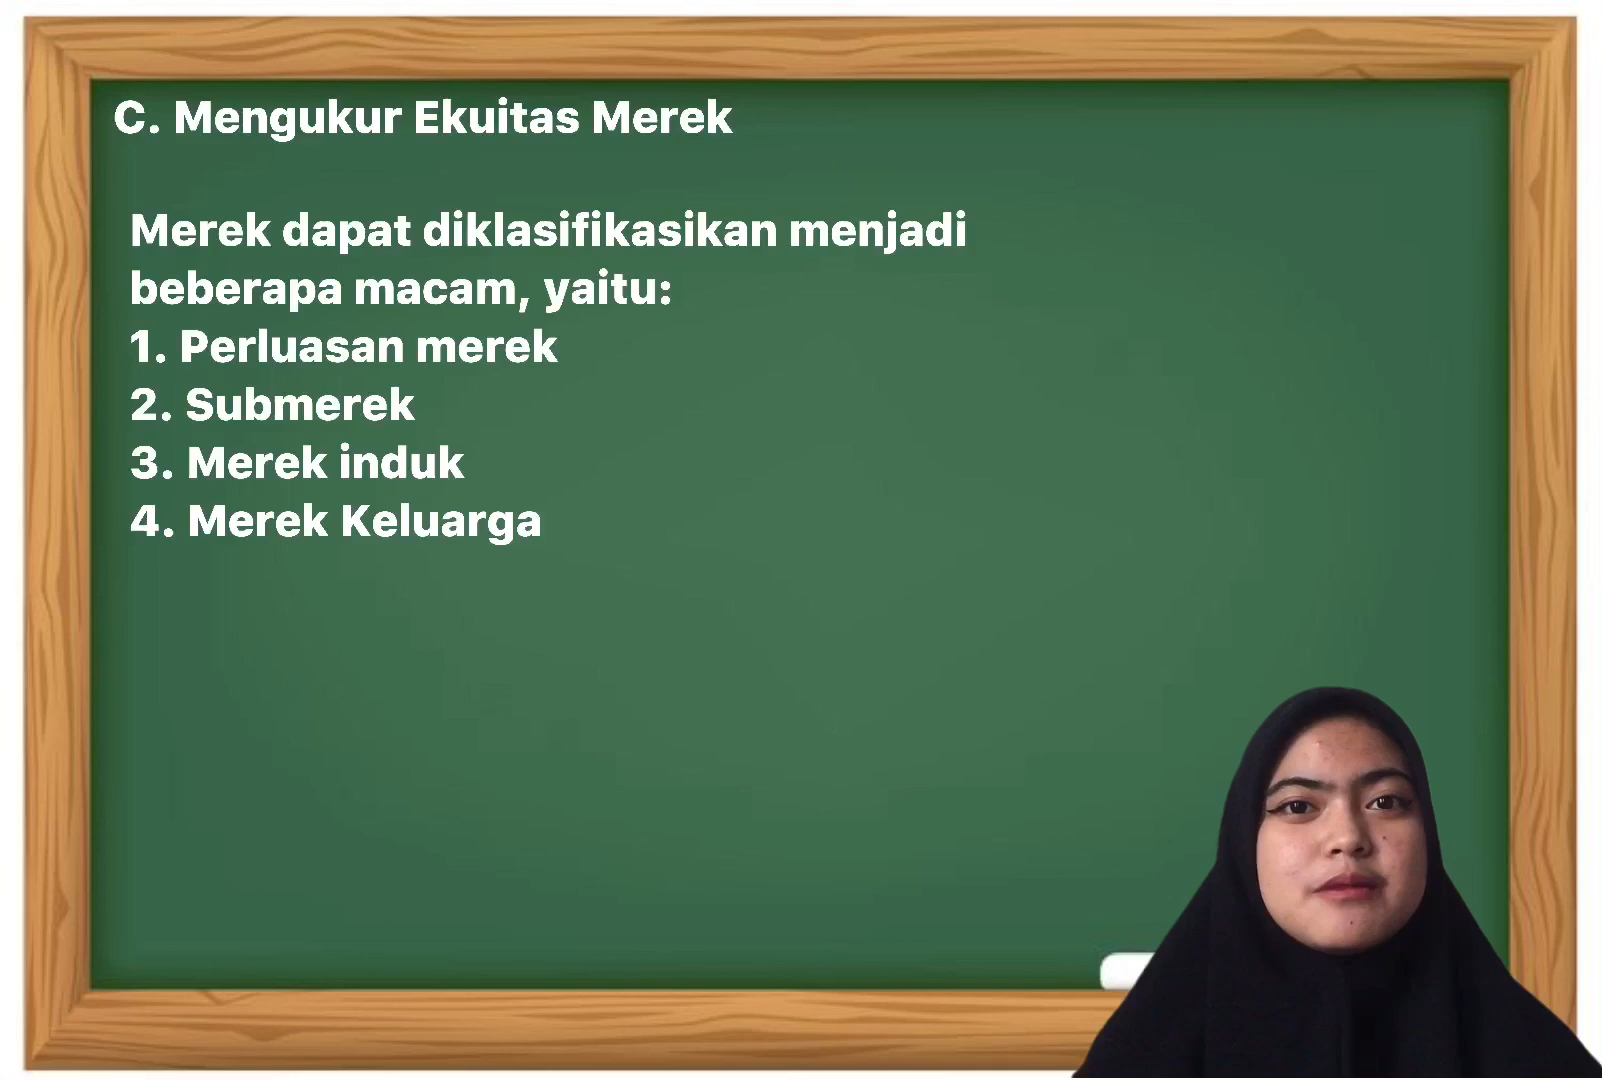 C. Mengukur Ekuitas Merek
Merek dapat diklasifikasikan menjadi
beberapa macam, yaitu:
1. Perluasan merek
2. Submerek
3. Merek induk
4. Merek Keluarga